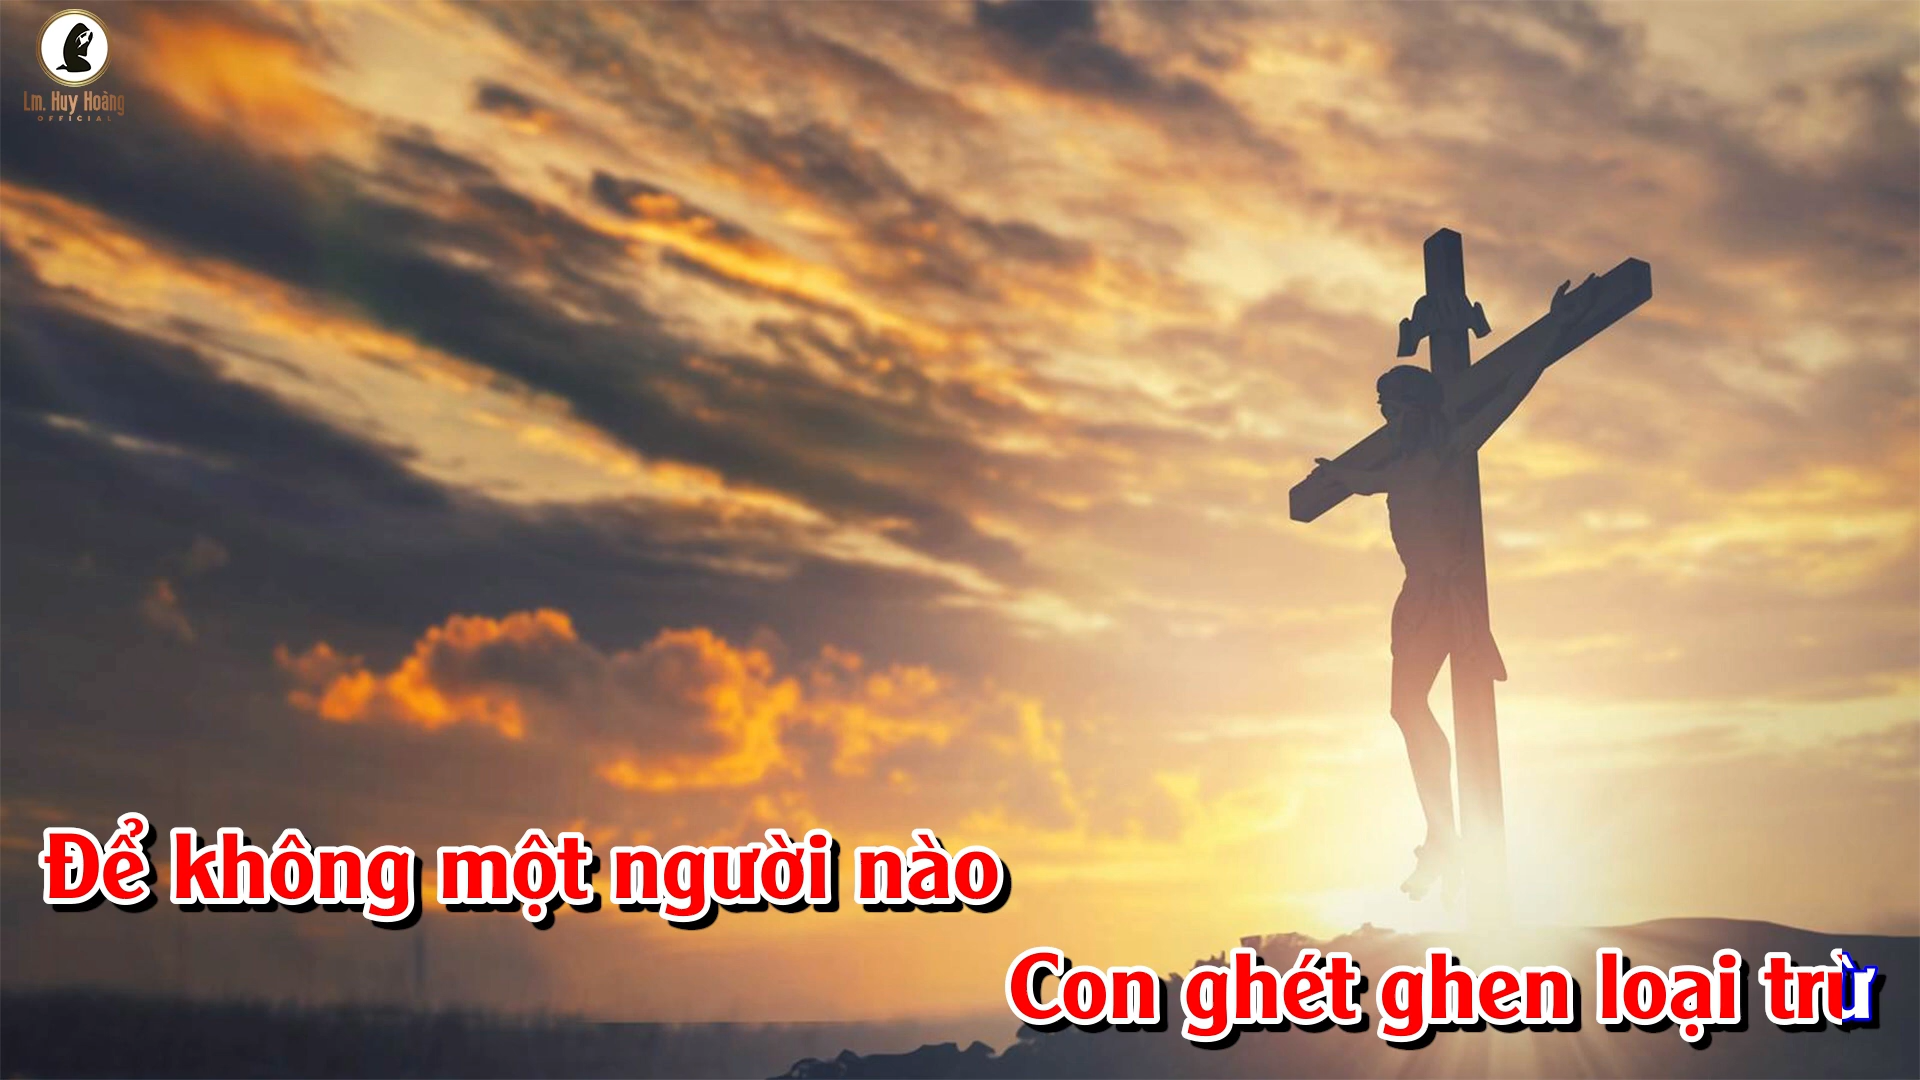 Lm. Huy Hoàng
OFFICIAL
Để không một người nào
Con ghét ghen loại trừ